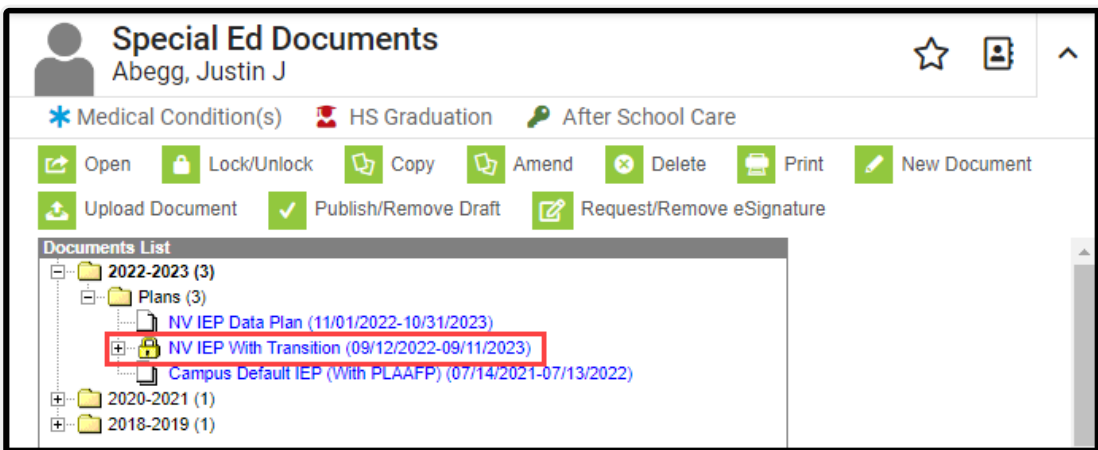 Special Ed Documents
Abegg, Justin J
Medical Condition(s) HS Graduation After School Care
Open Lock/Unlock Copy Amend Delete Print New Document
Upload Document Publish/Remove Draft Request/Remove eSignature
Documents List
2022-2023 (3)
Plans (3)
NV IEP Data Plan (11/01/2022-10/31/2023)
NV IEP With Transition (09/12/2022-09/11/2023)
Campus Default IEP (With PLAAFP) (07/14/2021-07/13/2022)
2020-2021 (1)
2018-2019 (1)